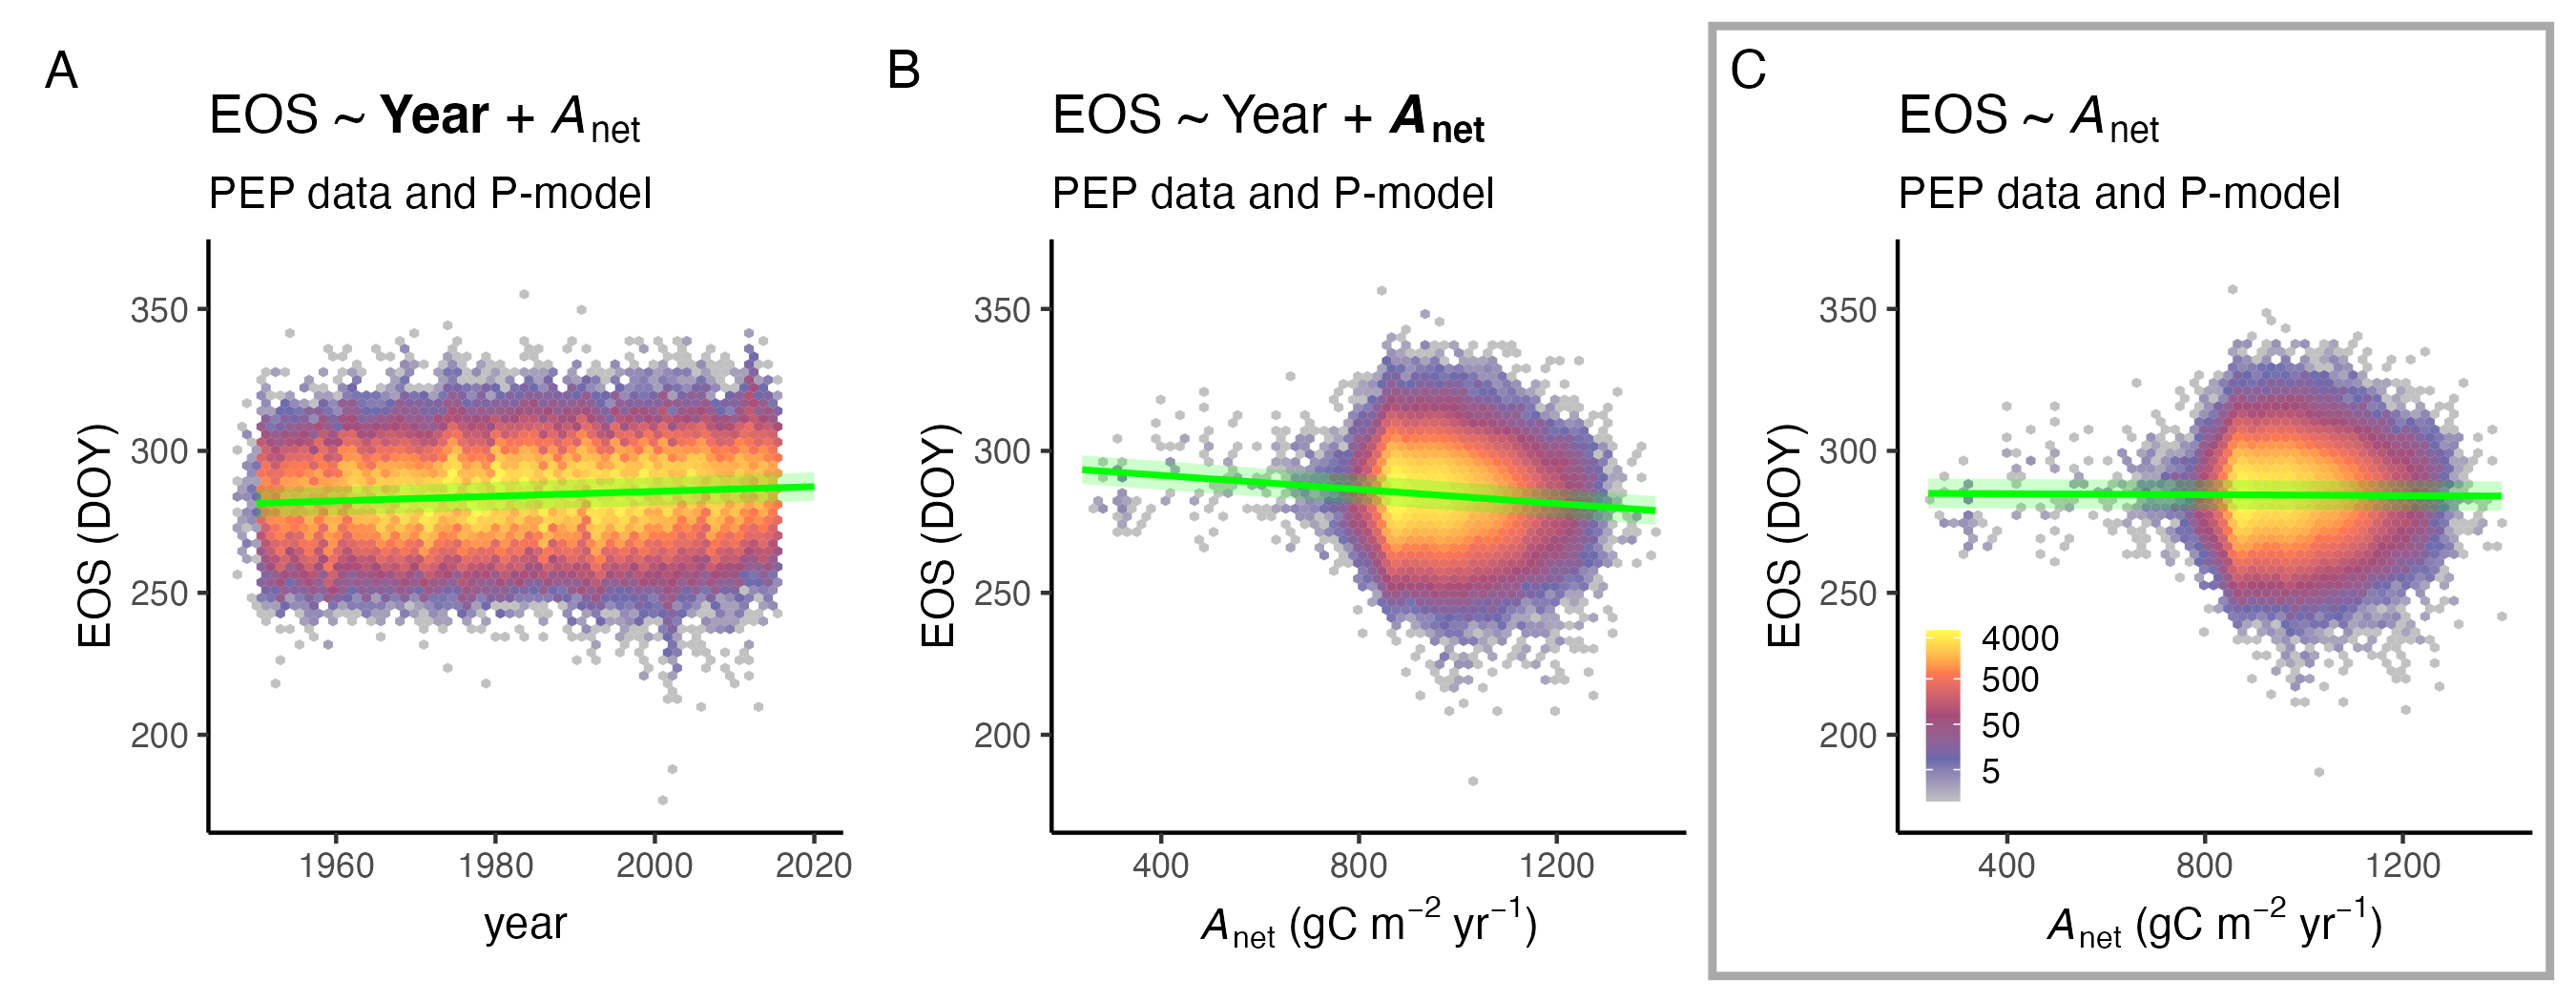 A
EOS ~ Year + Anet
PEP data and P-model
EOS (DOY)
350
300
250
200
1960 1980 2000 2020
year
B
EOS ~ Year + Anet
PEP data and P-model
EOS (DOY)
350
300
250
200
400 800 1200
Anet (gC m−2 yr−1)
C
EOS ~ Anet
PEP data and P-model
EOS (DOY)
350
300
250
200
4000
500
50
5
400 800 1200
Anet (gC m−2 yr−1)